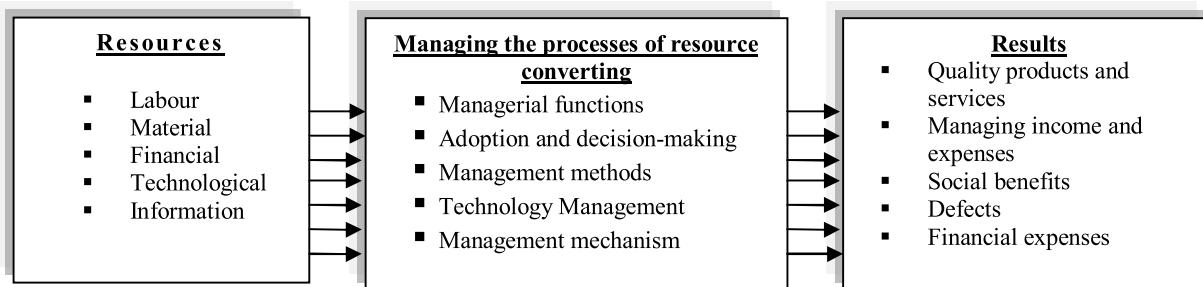 Resources
▪ Labour
▪ Material
▪ Financial
▪ Technological
▪ Information
Managing the processes of resource
converting
▪ Managerial functions
▪ Adoption and decision-making
▪ Management methods
▪ Technology Management
▪ Management mechanism
Results
▪ Quality products and
services
▪ Managing income and
expenses
▪ Social benefits
▪ Defects
▪ Financial expenses